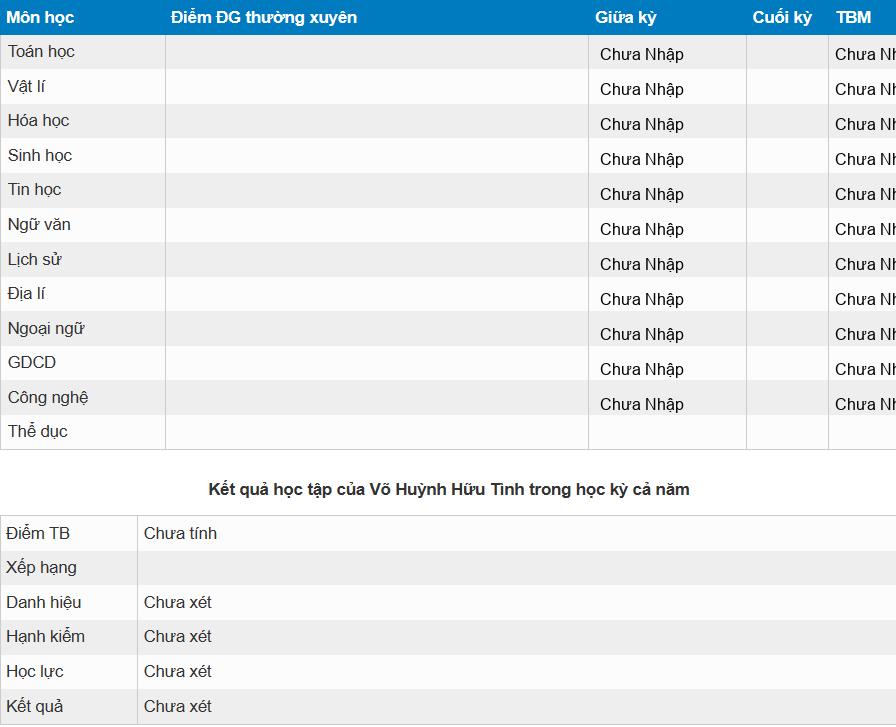 Môn học Điểm ĐG thường xuyên Giữa kỳ Cuối kỳ TBM
Toán học Chưa Nhập Chưa Nh
Vật lí Chưa Nhập Chưa Nh
Hóa học Chưa Nhập Chưa Nh
Sinh học Chưa Nhập Chưa Nh
Tin học Chưa Nhập Chưa Nh
Ngữ văn Chưa Nhập Chưa Nh
Lịch sử Chưa Nhập Chưa Nh
Địa lí Chưa Nhập Chưa Nh
Ngoại ngữ Chưa Nhập Chưa Nh
GDCD Chưa Nhập Chưa Nh
Công nghệ Chưa Nhập Chưa Nh
Thể dục
Kết quả học tập của Võ Huỳnh Hữu Tình trong học kỳ cả năm
Điểm TB Chưa tính
Xếp hạng
Danh hiệu Chưa xét
Hạnh kiểm Chưa xét
Học lực Chưa xét
Kết quả Chưa xét